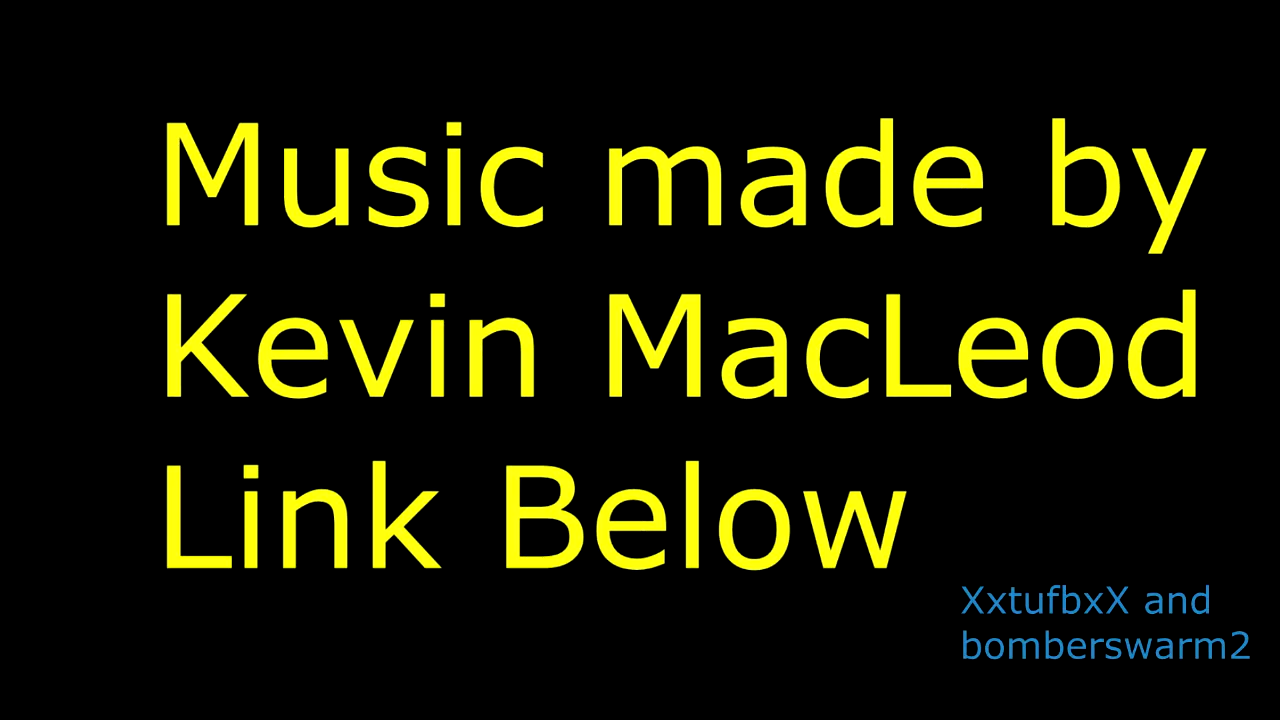 Music made by
Kevin MacLeod
Link Below
XxtufbxX and
bomberswarm2